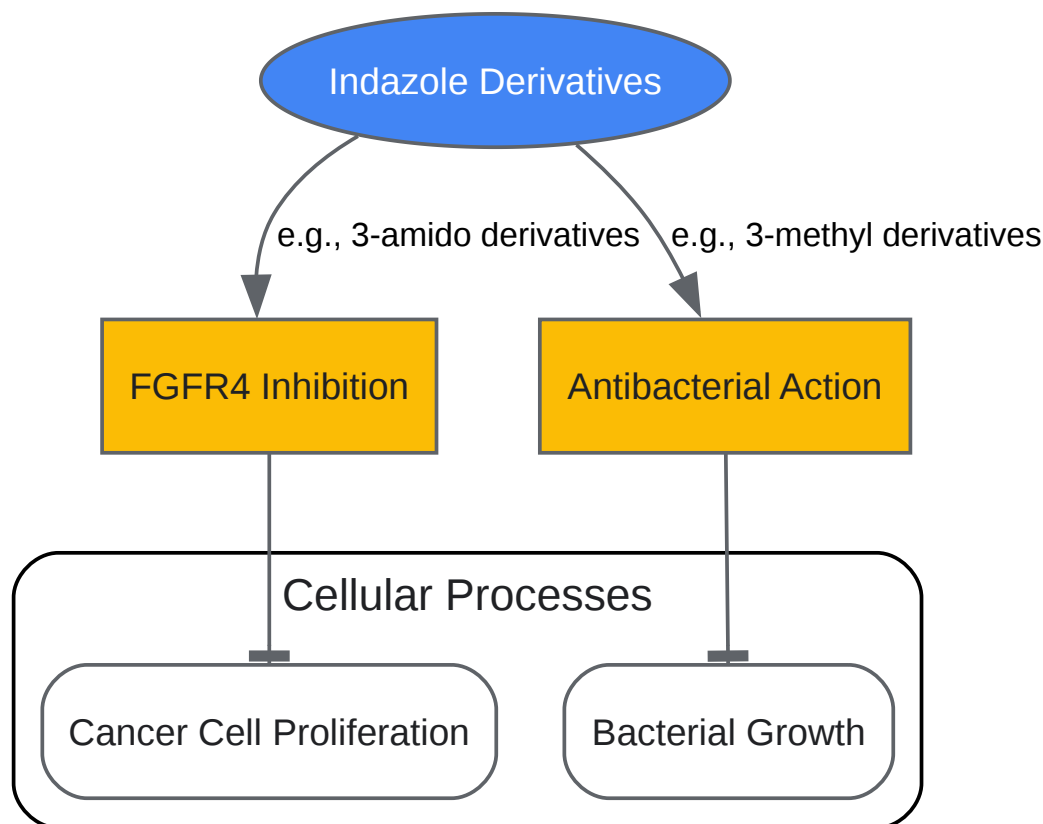 Indazole Derivatives
e.g., 3-amido derivatives
e.g., 3-methyl derivatives
FGFR4 Inhibition
Antibacterial Action
Cellular Processes
Cancer Cell Proliferation
Bacterial Growth